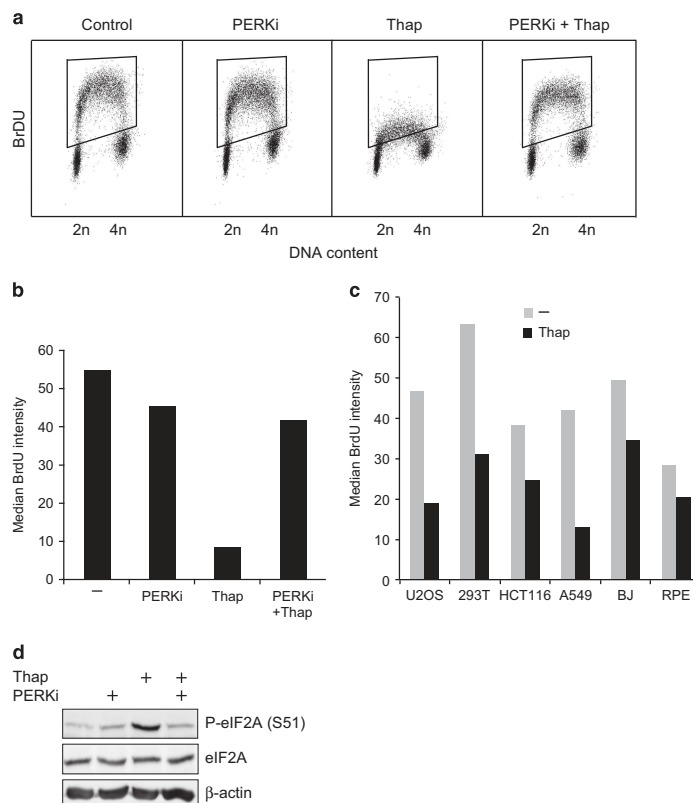 a
Control PERKi Thap PERKi + Thap
BrDU
2n 4n 2n 4n 2n 4n 2n 4n
DNA content
b
Median BrdU intensity
60
50
40
30
20
10
0
– PERKi Thap PERKi
+Thap
c
Median BrdU intensity
70
60
50
40
30
20
10
0
–
Thap
U2OS 293T HCT116 A549 BJ RPE
d
Thap + +
PERKi + +
P-eIF2A (S51)
eIF2A
β-actin